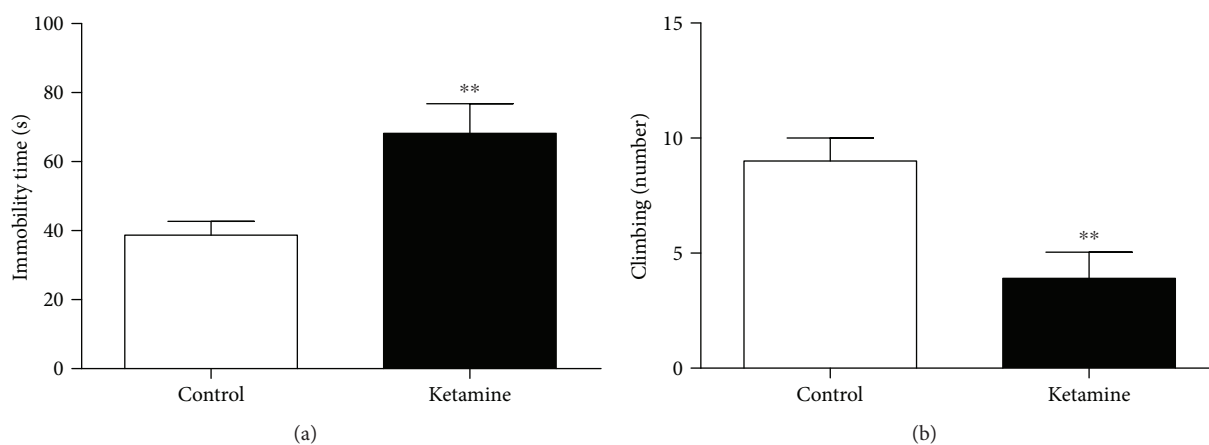 100
80
60
40
20
0
Immobility time (s)
**
Control
Ketamine
(a)
15
10
5
0
Climbing (number)
**
Control
Ketamine
(b)